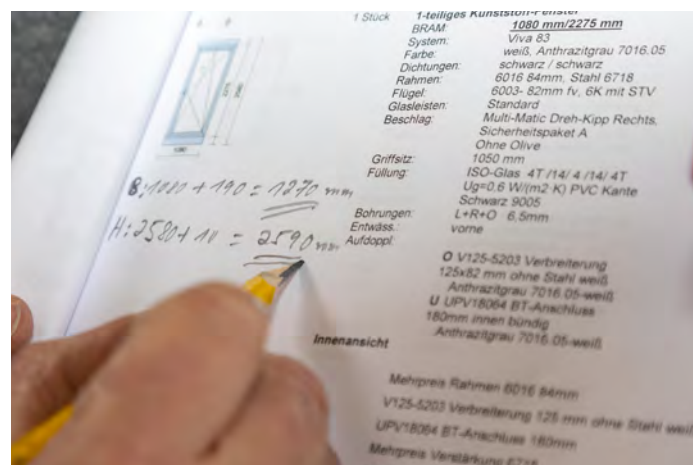 1 Stück 1-teiliges Kunststoff-Fenster
BRAM: 1080 mm/2275 mm
System: Viva 83
Farbe: weiß, Anthrazitgrau 7016.05
Dichtungen: schwarz / schwarz
Rahmen: 6016 84mm, Stahl 6718
Flügel: 6003- 82mm fv, 6K mit STV
Glasleisten: Standard
Beschlag: Multi-Matic Dreh-Kipp Rechts,
Sicherheitspaket A
Ohne Olive
Griffsitz: 1050 mm
Füllung: ISO-Glas 4T /14/ 4 /14/ 4T
Ug=0,6 W/(m2 K) PVC Kante
Schwarz 9005
Bohrungen: L+R+O 6,5mm
Entwäss.: vorne
Aufdoppl.:
B: 1080 + 190 = 1270 mm
H: 2580 + 10 = 2590 mm
O V125-5203 Verbreiterung
125x82 mm ohne Stahl weiß
Anthrazitgrau 7016.05-weiß
U UPV18064 BT-Anschluss
180mm innen bündig
Anthrazitgrau 7016.05-weiß
Innenansicht
Mehrpreis Rahmen 6016 84mm
V125-5203 Verbreiterung 125 mm ohne Stahl weiß
UPV18064 BT-Anschluss 180mm
Mehrpreis Verstärkung 6718